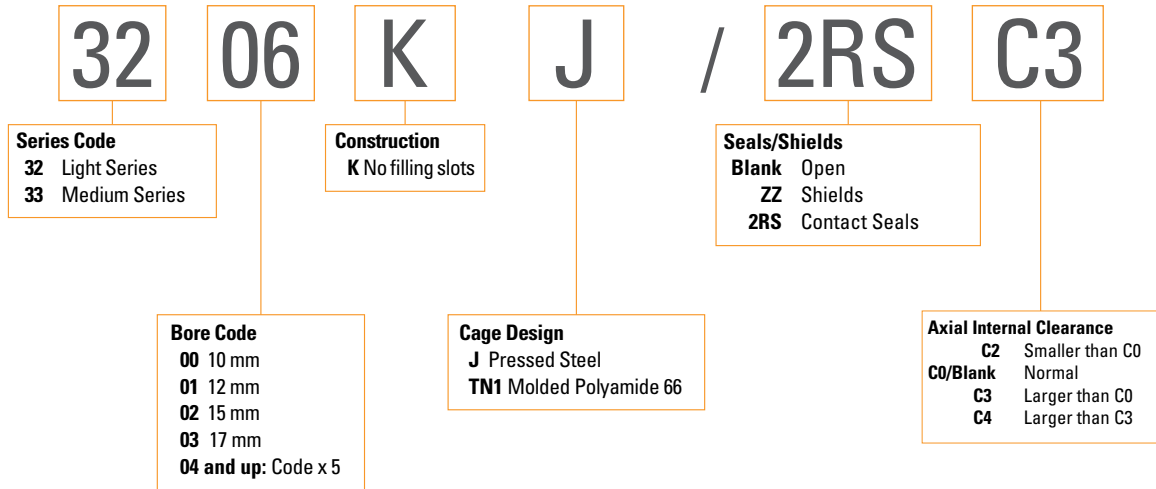 32 06 K J / 2RS C3
Series Code
32 Light Series
33 Medium Series
Construction
K No filling slots
Seals/Shields
Blank Open
ZZ Shields
2RS Contact Seals
Bore Code
00 10 mm
01 12 mm
02 15 mm
03 17 mm
04 and up: Code x 5
Cage Design
J Pressed Steel
TN1 Molded Polyamide 66
Axial Internal Clearance
C2 Smaller than C0
C0/Blank Normal
C3 Larger than C0
C4 Larger than C3